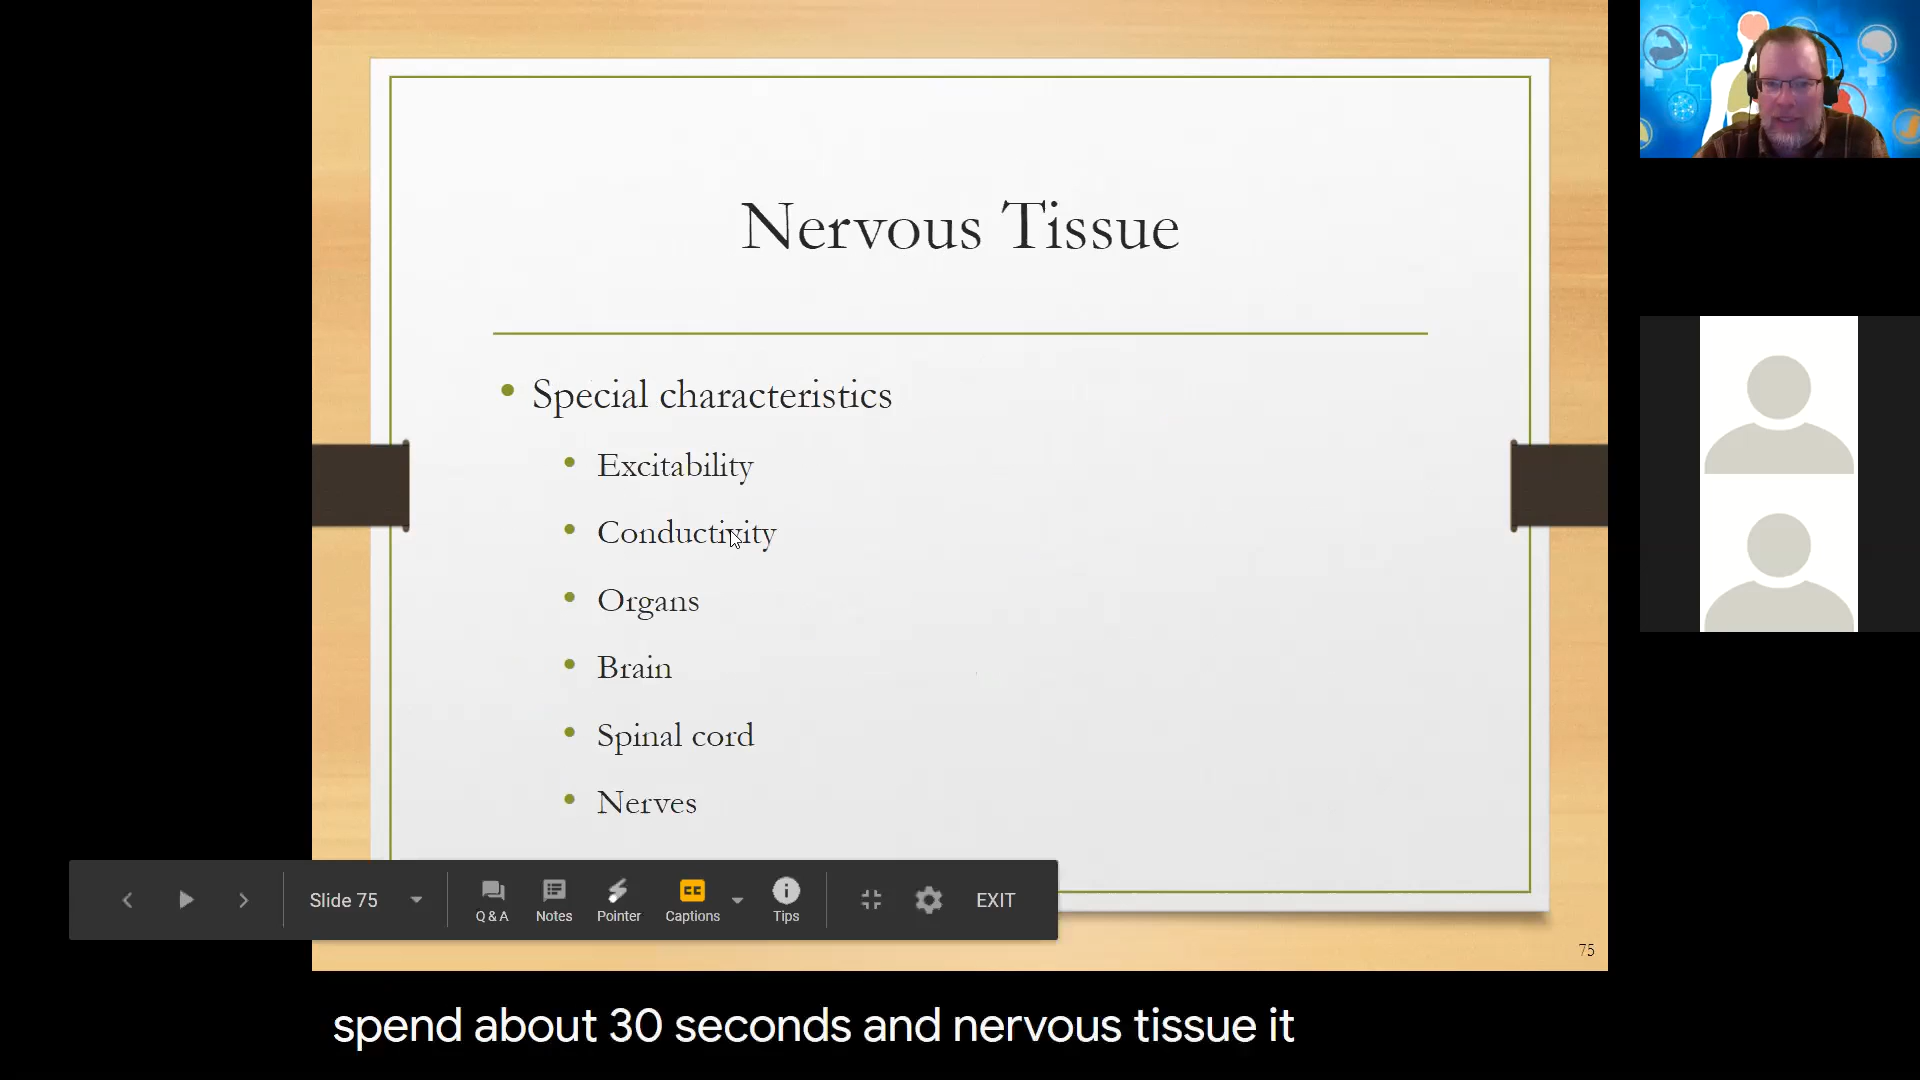 Nervous Tissue
Special characteristics
Excitability
Conductivity
Organs
Brain
Spinal cord
Nerves
Slide 75
Q & A
Notes
Pointer
CC
Captions
Tips
EXIT
75
spend about 30 seconds and nervous tissue it